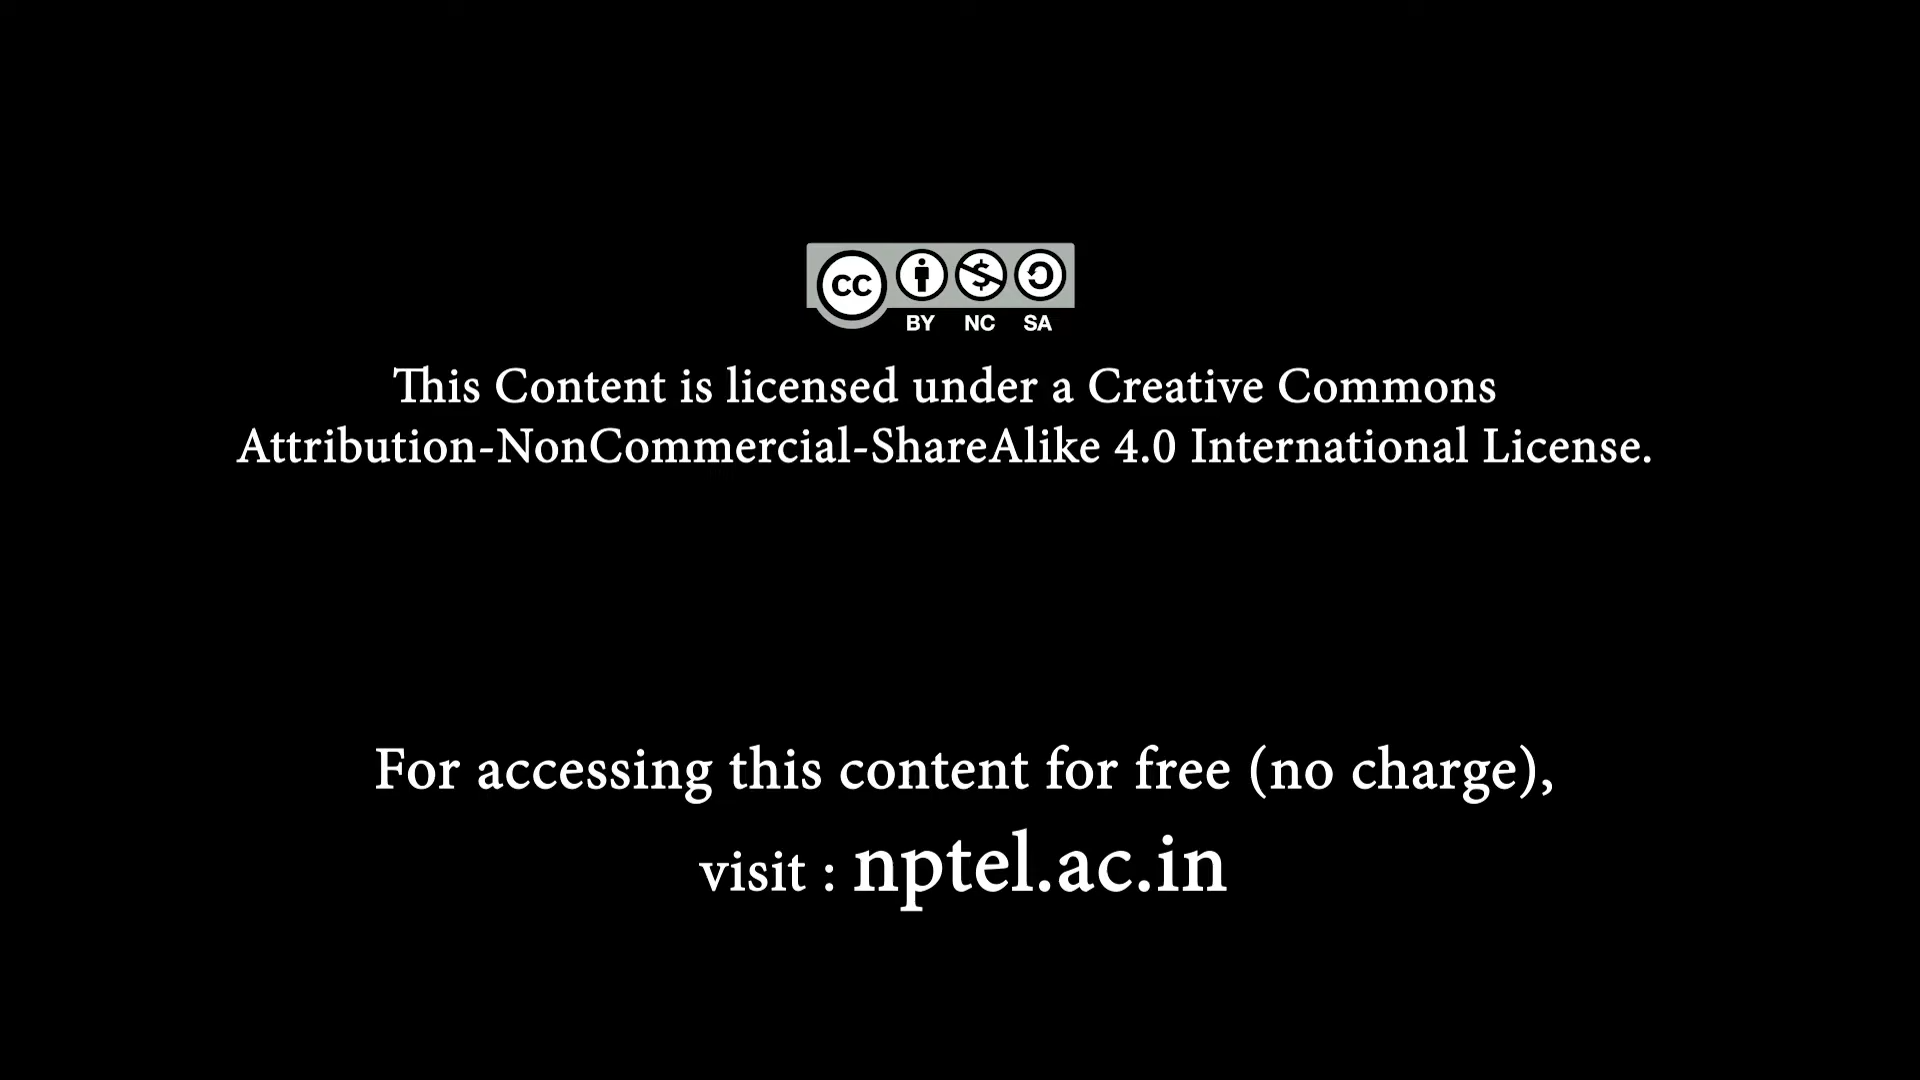 cc
BY NC SA
This Content is licensed under a Creative Commons
Attribution-NonCommercial-ShareAlike 4.0 International License.
For accessing this content for free (no charge),
visit : nptel.ac.in